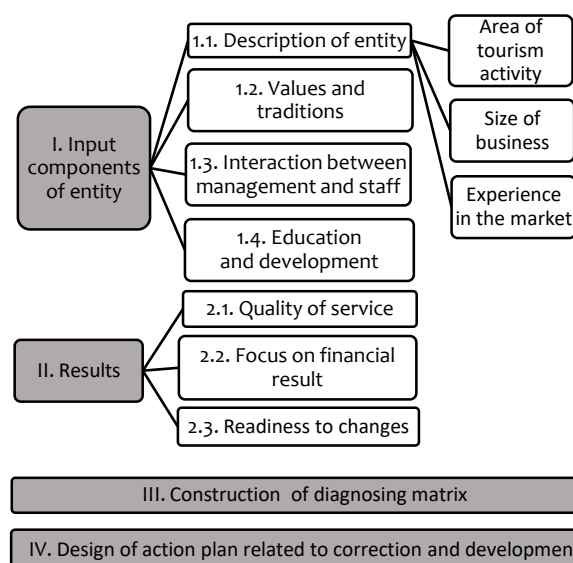 I. Input
components
of entity
1.1. Description of entity
1.2. Values and
traditions
1.3. Interaction between
management and staff
1.4. Education
and development
Area of
tourism
activity
Size of
business
Experience
in the market
II. Results
2.1. Quality of service
2.2. Focus on financial
result
2.3. Readiness to changes
III. Construction of diagnosing matrix
IV. Design of action plan related to correction and developmen